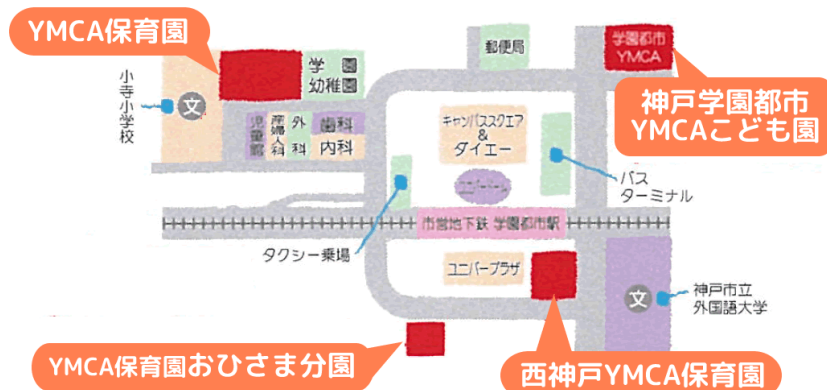 YMCA保育園
郵便局
学園都市
YMCA
学園
幼稚園
神戸学園都市
YMCAこども園
小寺小学校
文
児童館
産婦人科
外科
歯科
内科
キャンパススクエア
&
ダイエー
バス
ターミナル
市営地下鉄 学園都市駅
タクシー乗場
ユニバープラザ
文
神戸市立
外国語大学
YMCA保育園おひさま分園
西神戸YMCA保育園